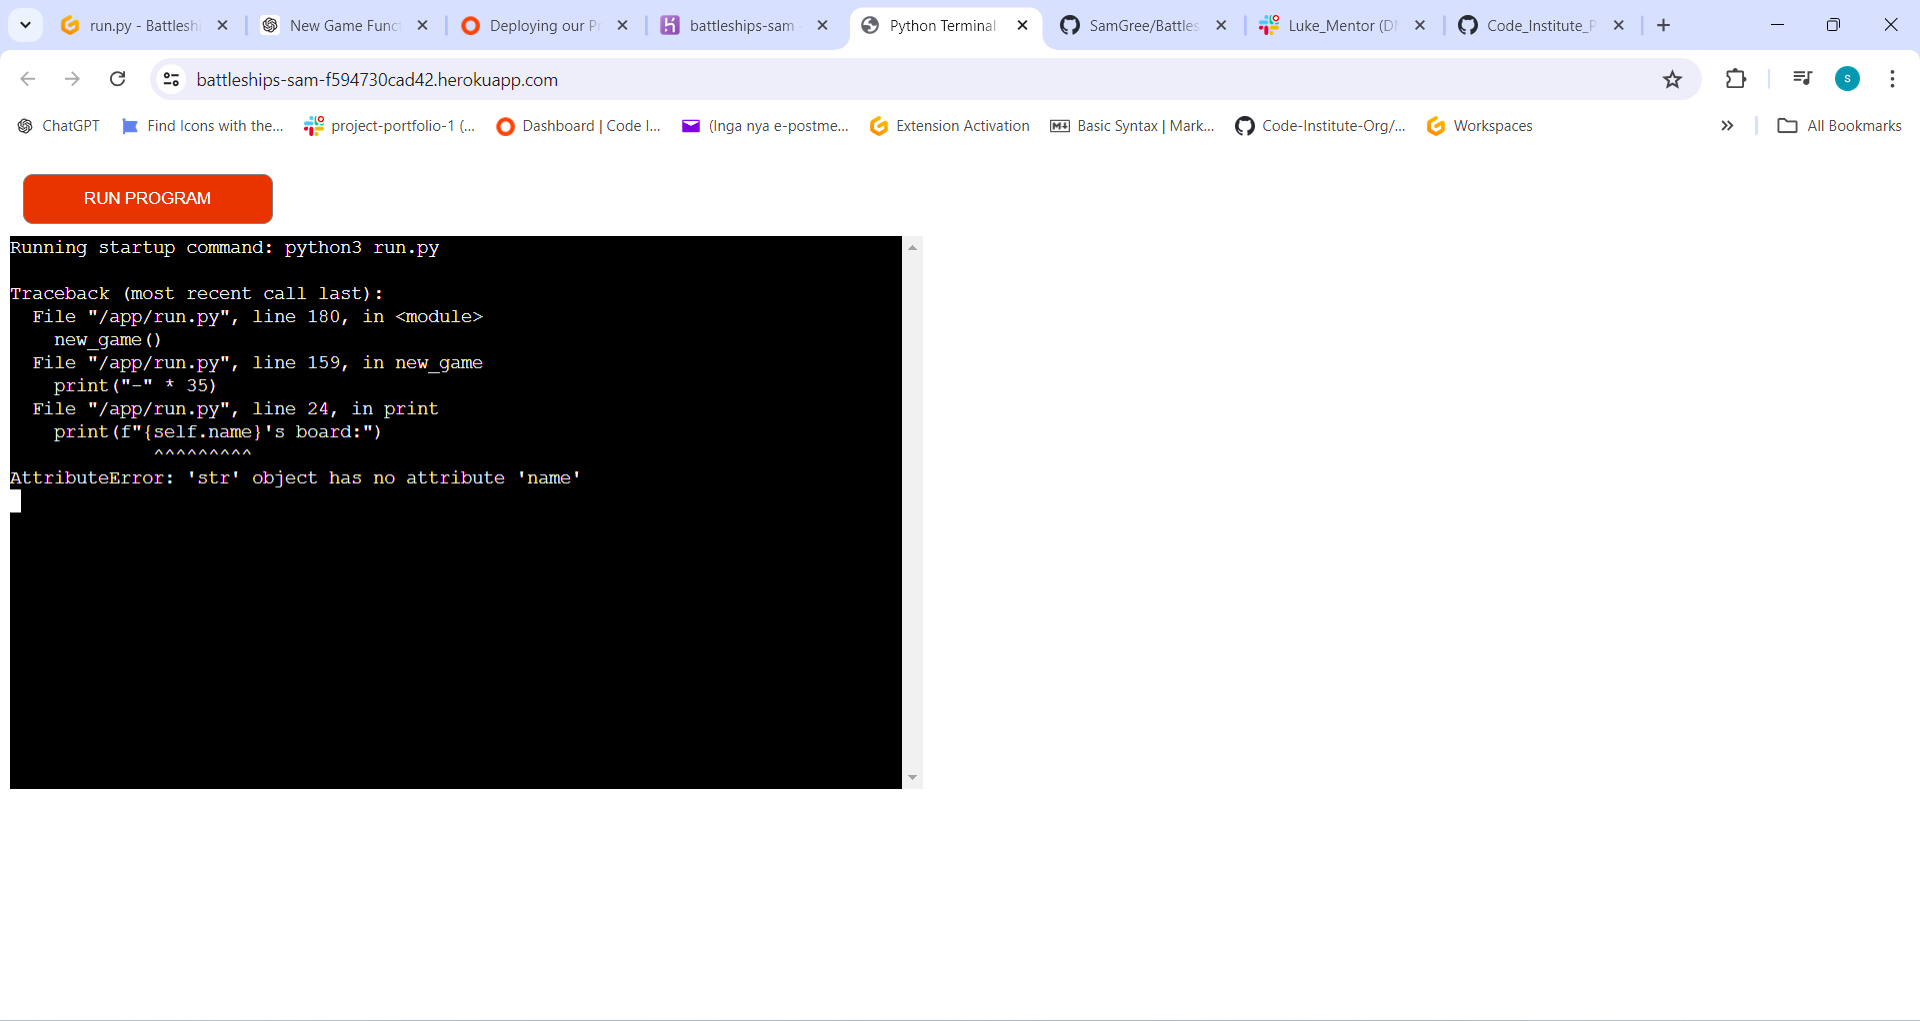 run.py - Battleshi
New Game Func
Deploying our P
battleships-sam
Python Terminal
SamGree/Battles
Luke_Mentor (D
Code_Institute_P
battleships-sam-f594730cad42.herokuapp.com
S
ChatGPT
Find Icons with the...
project-portfolio-1 (...
Dashboard | Code I...
(Inga nya e-postme...
Extension Activation
Basic Syntax | Mark...
Code-Institute-Org/...
Workspaces
All Bookmarks
RUN PROGRAM
Running startup command: python3 run.py
Traceback (most recent call last):
File "/app/run.py", line 180, in <module>
new_game()
File "/app/run.py", line 159, in new_game
print("-" * 35)
File "/app/run.py", line 24, in print
print(f"{self.name}'s board:")
^^^^^^^^^
AttributeError: 'str' object has no attribute 'name'